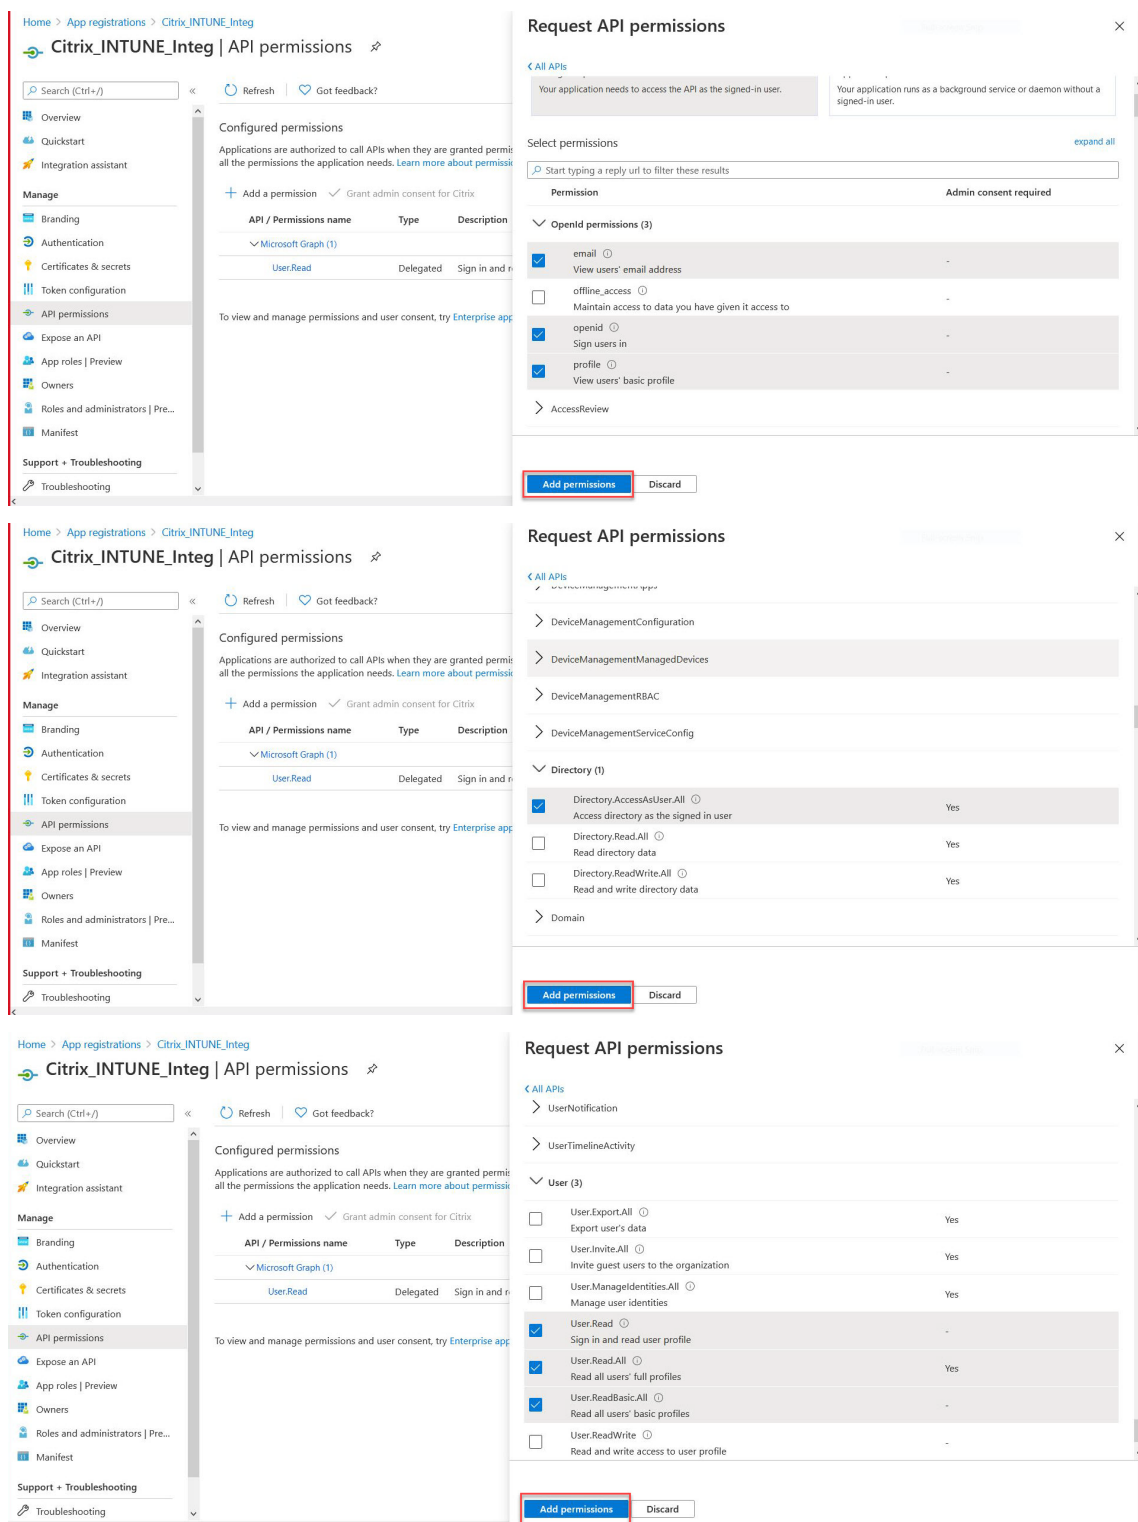 Home > App registrations > Citrix_INTUNE_Integ
Citrix_INTUNE_Integ | API permissions
Search (Ctrl+/)
«
Overview
Quickstart
Integration assistant
Manage
Branding
Authentication
Certificates & secrets
Token configuration
API permissions
Expose an API
App roles | Preview
Owners
Roles and administrators | Pre...
Manifest
Support + Troubleshooting
Troubleshooting
Refresh
Got feedback?
Configured permissions
Applications are authorized to call APIs when they are granted permis
all the permissions the application needs. Learn more about permissi
Add a permission
Grant admin consent for Citrix
API / Permissions name Type Description
Microsoft Graph (1)
User.Read Delegated Sign in and r
To view and manage permissions and user consent, try Enterprise app
Request API permissions
All APIs
Your application needs to access the API as the signed-in user.
Your application runs as a background service or daemon without a
signed-in user.
Select permissions
expand all
Start typing a reply url to filter these results
Permission Admin consent required
OpenId permissions (3)
email
View users' email address
-
offline_access
Maintain access to data you have given it access to
-
openid
Sign users in
-
profile
View users' basic profile
-
AccessReview
Add permissions
Discard
Home > App registrations > Citrix_INTUNE_Integ
Citrix_INTUNE_Integ | API permissions
Search (Ctrl+/)
«
Overview
Quickstart
Integration assistant
Manage
Branding
Authentication
Certificates & secrets
Token configuration
API permissions
Expose an API
App roles | Preview
Owners
Roles and administrators | Pre...
Manifest
Support + Troubleshooting
Troubleshooting
Refresh
Got feedback?
Configured permissions
Applications are authorized to call APIs when they are granted permis
all the permissions the application needs. Learn more about permissi
Add a permission
Grant admin consent for Citrix
API / Permissions name Type Description
Microsoft Graph (1)
User.Read Delegated Sign in and r
To view and manage permissions and user consent, try Enterprise app
Request API permissions
All APIs
DeviceManagementApps
DeviceManagementConfiguration
DeviceManagementManagedDevices
DeviceManagementRBAC
DeviceManagementServiceConfig
Directory (1)
Directory.AccessAsUser.All
Access directory as the signed in user
Yes
Directory.Read.All
Read directory data
Yes
Directory.ReadWrite.All
Read and write directory data
Yes
Domain
Add permissions
Discard
Home > App registrations > Citrix_INTUNE_Integ
Citrix_INTUNE_Integ | API permissions
Search (Ctrl+/)
«
Overview
Quickstart
Integration assistant
Manage
Branding
Authentication
Certificates & secrets
Token configuration
API permissions
Expose an API
App roles | Preview
Owners
Roles and administrators | Pre...
Manifest
Support + Troubleshooting
Troubleshooting
Refresh
Got feedback?
Configured permissions
Applications are authorized to call APIs when they are granted permis
all the permissions the application needs. Learn more about permissi
Add a permission
Grant admin consent for Citrix
API / Permissions name Type Description
Microsoft Graph (1)
User.Read Delegated Sign in and r
To view and manage permissions and user consent, try Enterprise app
Request API permissions
All APIs
UserNotification
UserTimelineActivity
User (3)
User.Export.All
Export user's data
Yes
User.Invite.All
Invite guest users to the organization
Yes
User.ManageIdentities.All
Manage user identities
Yes
User.Read
Sign in and read user profile
-
User.Read.All
Read all users' full profiles
Yes
User.ReadBasic.All
Read all users' basic profiles
-
User.ReadWrite
Read and write access to user profile
-
Add permissions
Discard